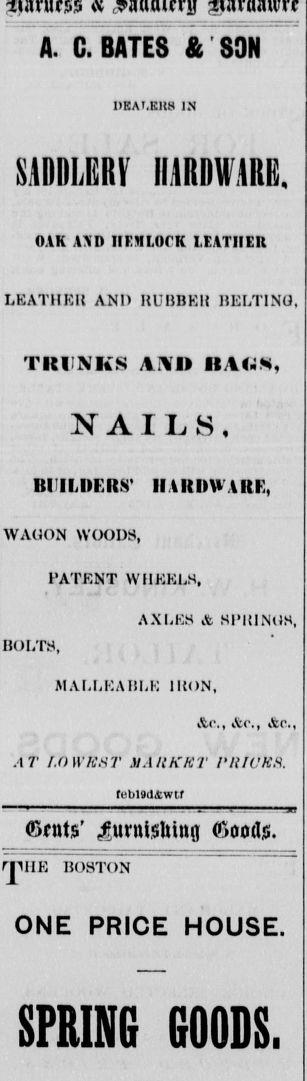 Harness & Saddlery Hardware
A. C. BATES & SON
DEALERS IN
SADDLERY HARDWARE,
OAK AND HEMLOCK LEATHER
LEATHER AND RUBBER BELTING,
TRUNKS AND BAGS,
NAILS,
BUILDERS' HARDWARE,
WAGON WOODS,
PATENT WHEELS,
AXLES & SPRINGS,
BOLTS,
MALLEABLE IRON,
&c., &c., &c.,
AT LOWEST MARKET PRICES.
feb19d&wtf
Gents' Furnishing Goods.
THE BOSTON
ONE PRICE HOUSE.
SPRING GOODS.